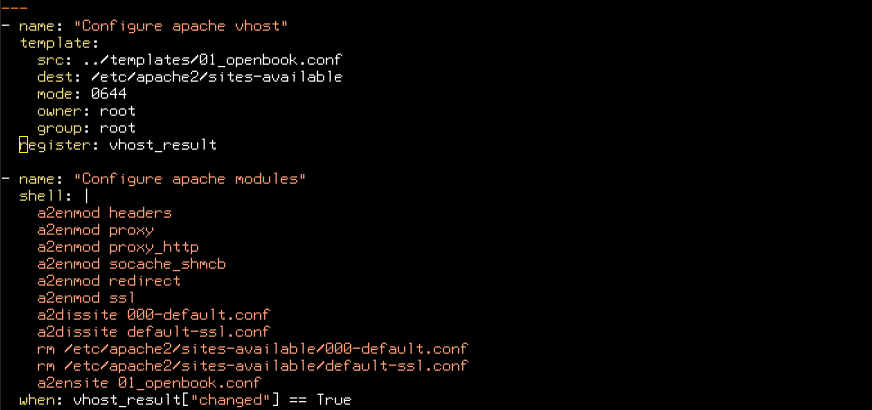 ---
- name: "Configure apache vhost"
  template:
    src: ../templates/01_openbook.conf
    dest: /etc/apache2/sites-available
    mode: 0644
    owner: root
    group: root
  register: vhost_result

- name: "Configure apache modules"
  shell: |
    a2enmod headers
    a2enmod proxy
    a2enmod proxy_http
    a2enmod socache_shmcb
    a2enmod redirect
    a2enmod ssl
    a2dissite 000-default.conf
    a2dissite default-ssl.conf
    rm /etc/apache2/sites-available/000-default.conf
    rm /etc/apache2/sites-available/default-ssl.conf
    a2ensite 01_openbook.conf
  when: vhost_result["changed"] == True